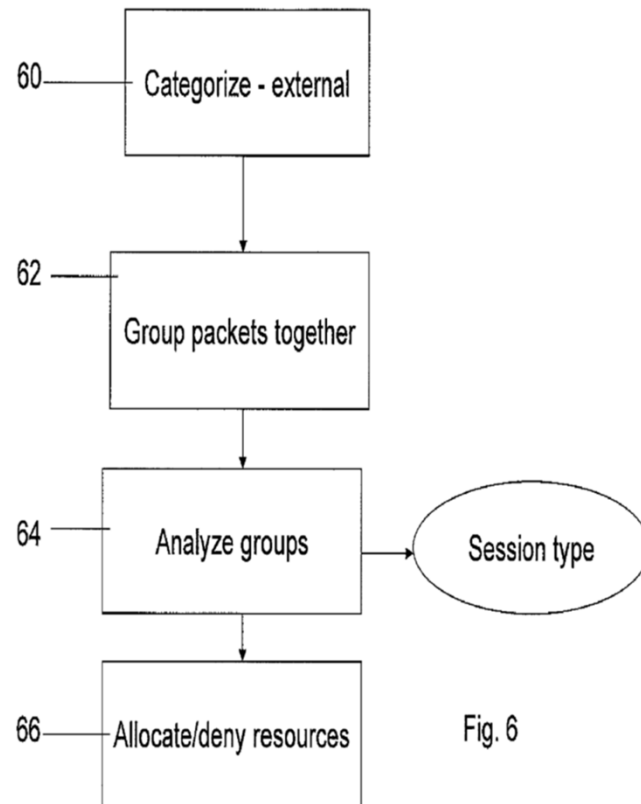 60
Categorize - external
62
Group packets together
64
Analyze groups
Session type
66
Allocate/deny resources
Fig. 6